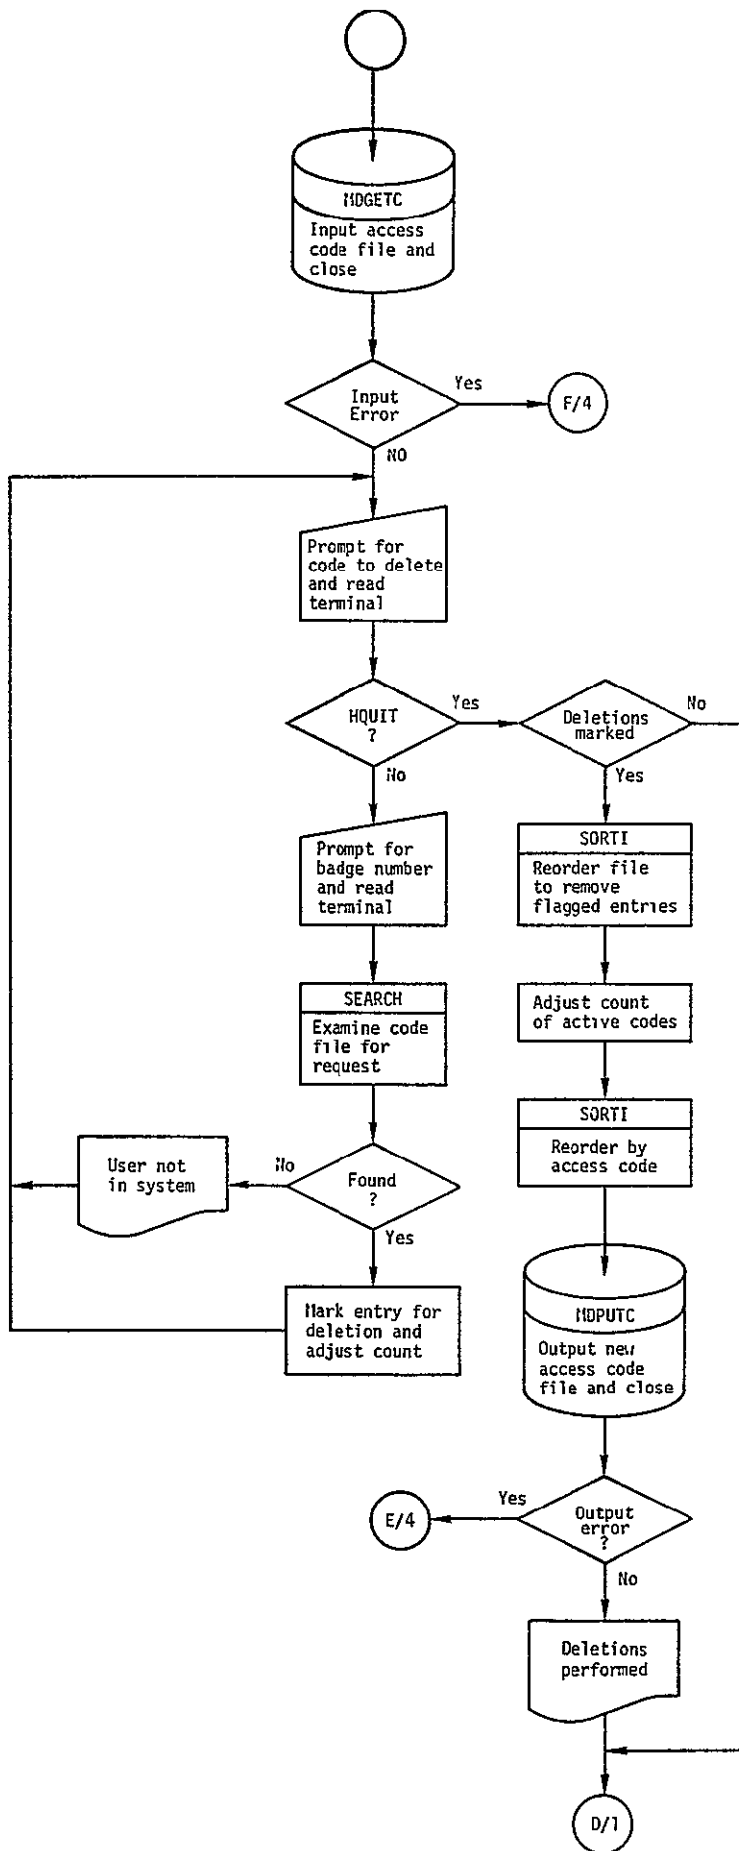 MDGETC
Input access
code file and
close
Input
Error
Yes
F/4
NO
Prompt for
code to delete
and read
terminal
HQUIT
?
Yes
Deletions
marked
No
No
Yes
Prompt for
badge number
and read
terminal
SORTI
Reorder file
to remove
flagged entries
SEARCH
Examine code
file for
request
Adjust count
of active codes
SORTI
Reorder by
access code
User not
in system
No
Found
?
Yes
Mark entry for
deletion and
adjust count
MDPUTC
Output new
access code
file and close
Yes
E/4
Output
error
?
No
Deletions
performed
D/1